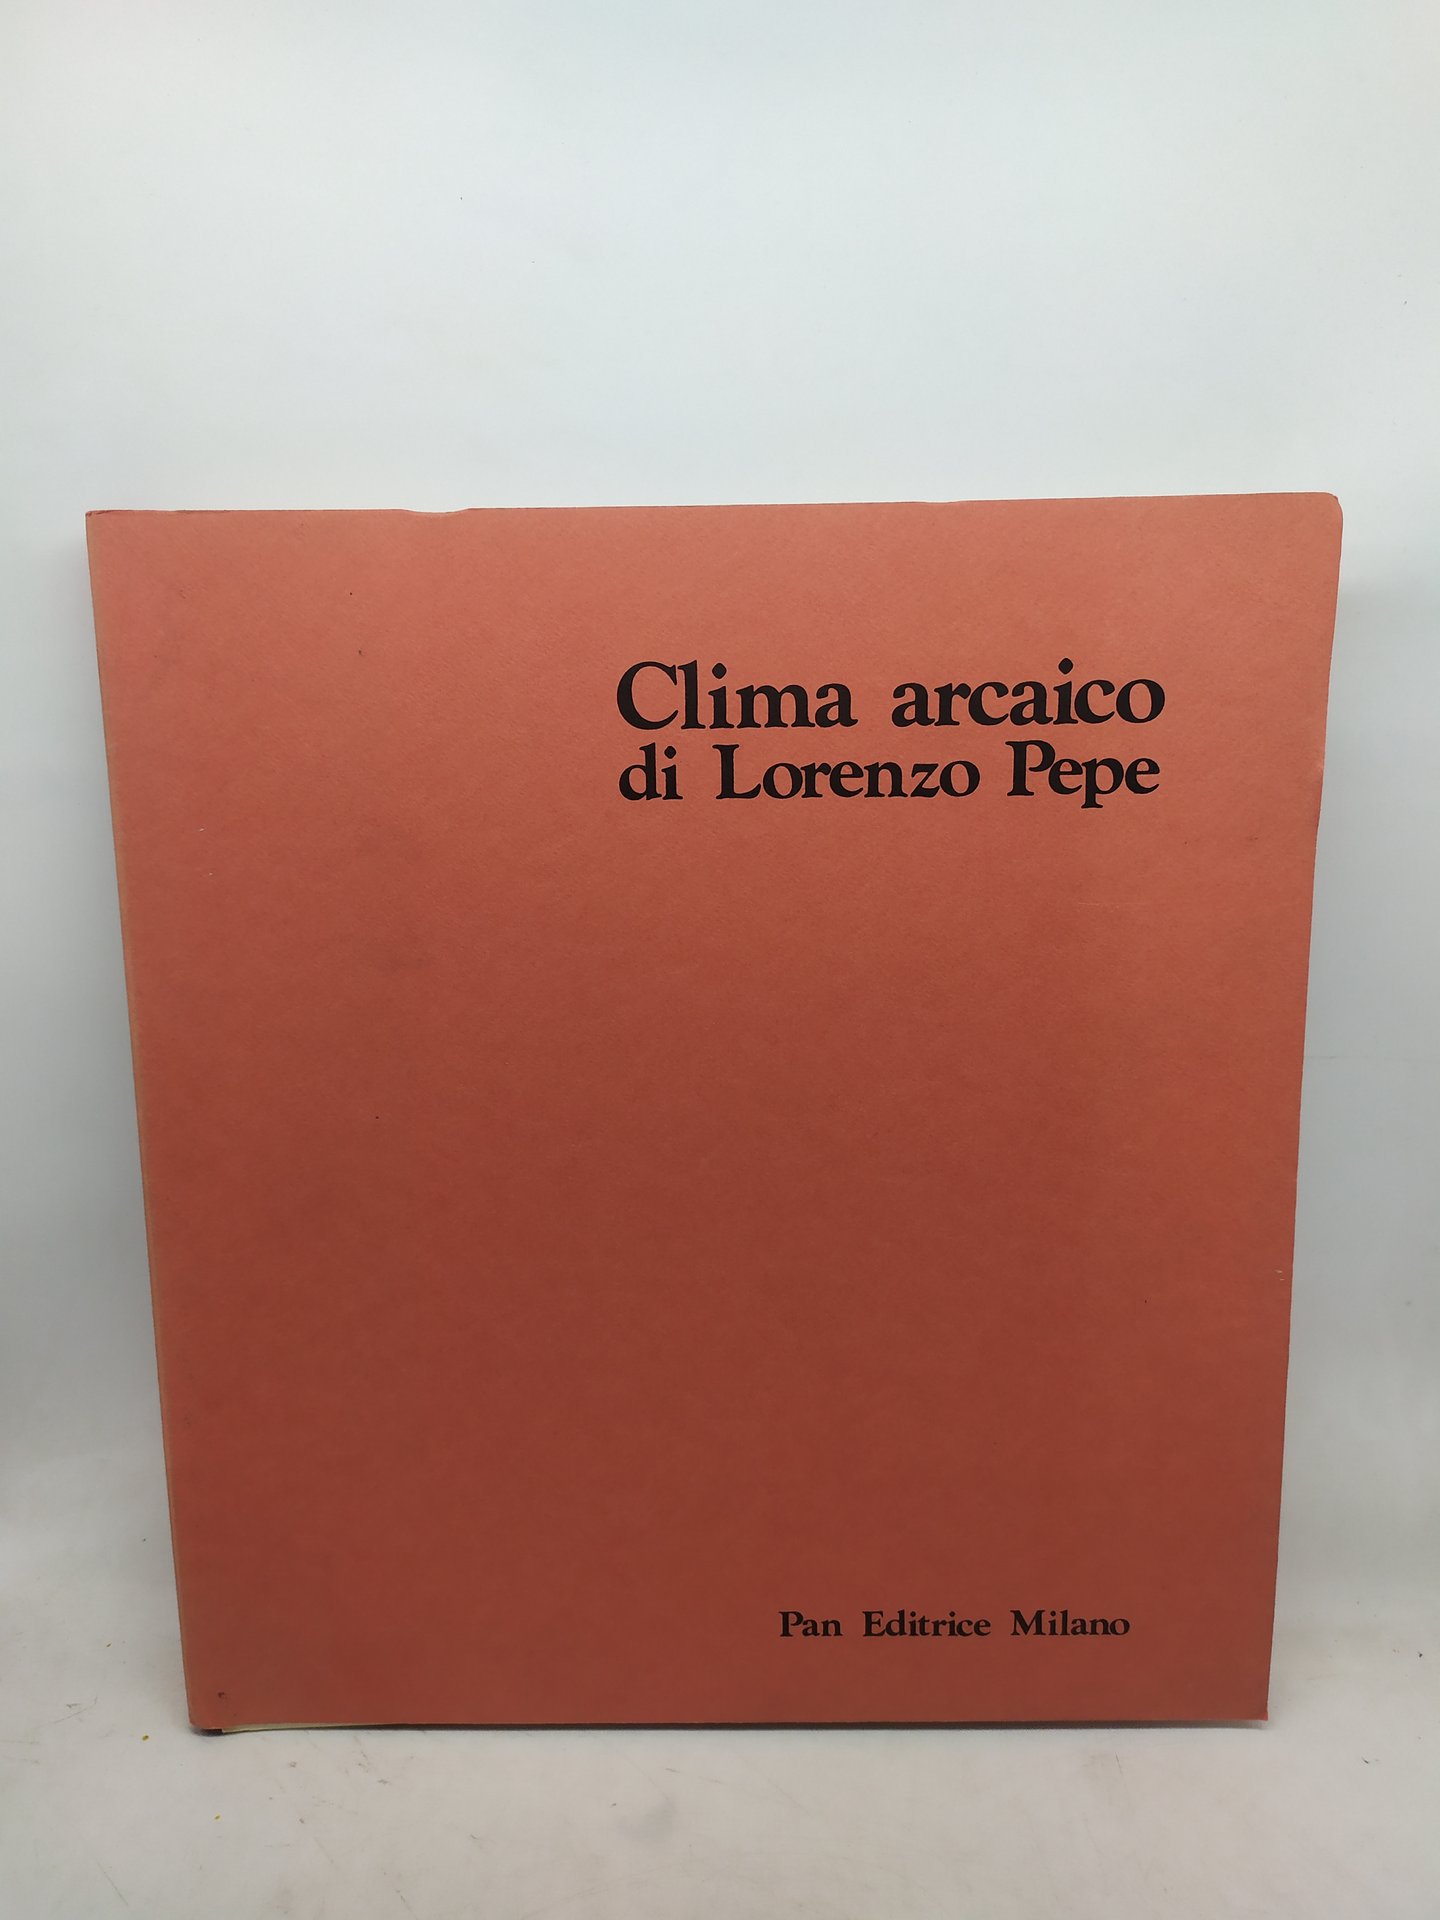 Clima arcaico
di Lorenzo Pepe
Pan Editrice Milano